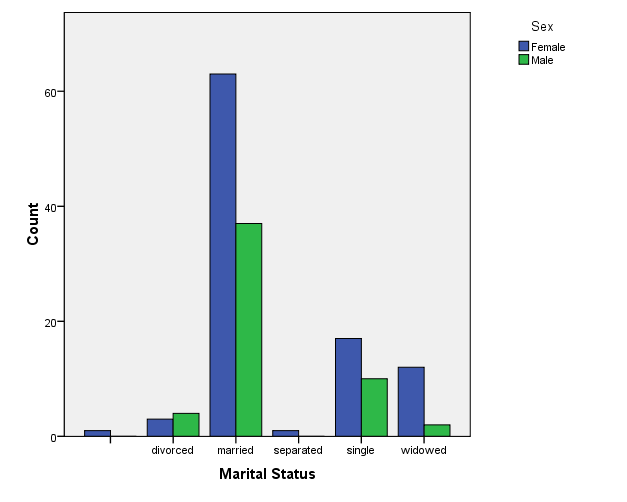 Sex
Female
Male
60
40
20
0
Count
divorced married separated single widowed
Marital Status